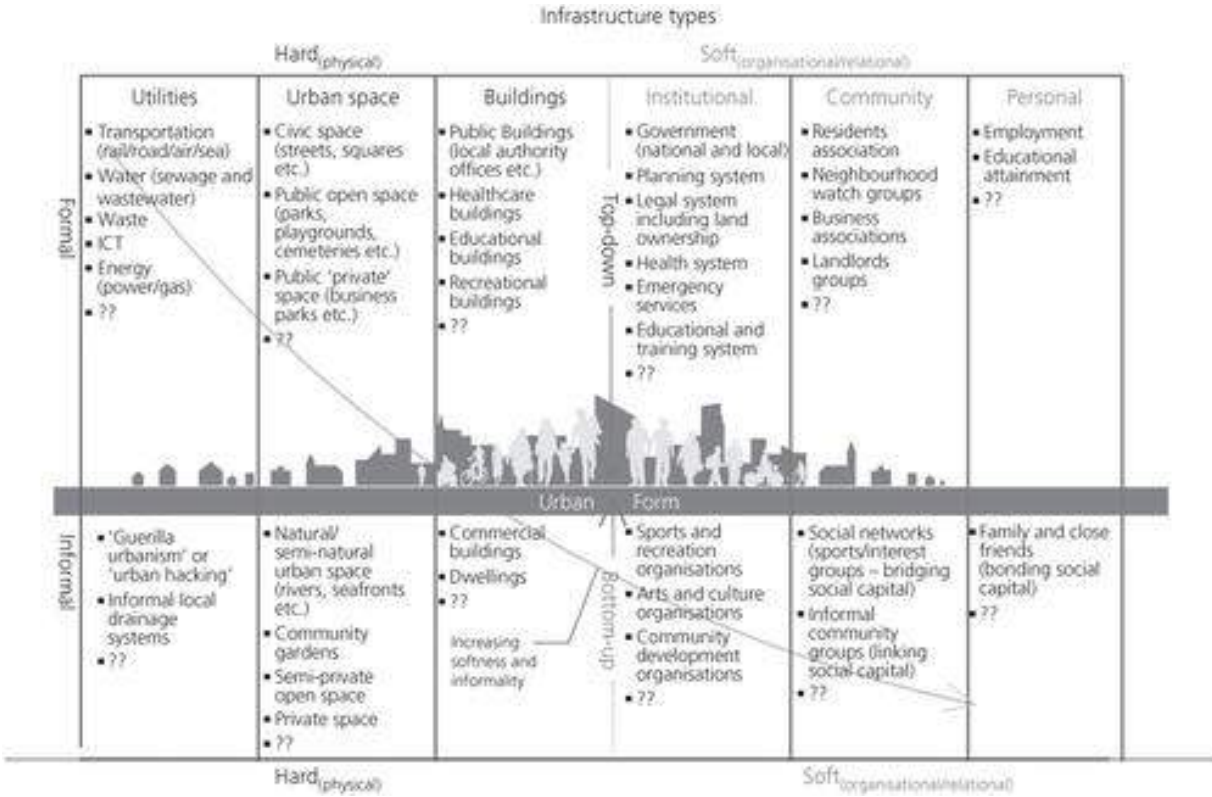 Infrastructure types
Hard(physical)
Soft(organisational/relational)
Utilities
▪ Transportation
(rail/road/air/sea)
▪ Water (sewage and
wastewater)
▪ Waste
▪ ICT
▪ Energy
(power/gas)
▪ ??
Urban space
▪ Civic space
(streets, squares
etc.)
▪ Public open space
(parks,
playgrounds,
cemeteries etc.)
▪ Public 'private'
space (business
parks etc.)
▪ ??
Buildings
▪ Public Buildings
(local authority
offices etc.)
▪ Healthcare
buildings
▪ Educational
buildings
▪ Recreational
buildings
▪ ??
Institutional
▪ Government
(national and local)
▪ Planning system
▪ Legal system
including land
ownership
▪ Health system
▪ Emergency
services
▪ Educational and
training system
▪ ??
Community
▪ Residents
association
▪ Neighbourhood
watch groups
▪ Business
associations
▪ Landlords
groups
▪ ??
Personal
▪ Employment
▪ Educational
attainment
▪ ??
Formal
Top-down
Urban Form
Informal
Bottom-up
▪ 'Guerilla
urbanism' or
'urban hacking'
▪ Informal local
drainage
systems
▪ ??
▪ Natural/
semi-natural
urban space
(rivers, seafronts
etc.)
▪ Community
gardens
▪ Semi-private
open space
▪ Private space
▪ ??
▪ Commercial
buildings
▪ Dwellings
▪ ??
Increasing
softness and
informality
▪ Sports and
recreation
organisations
▪ Arts and culture
organisations
▪ Community
development
organisations
▪ ??
▪ Social networks
(sports/interest
groups – bridging
social capital)
▪ Informal
community
groups (linking
social capital)
▪ ??
▪ Family and close
friends
(bonding social
capital)
▪ ??
Hard(physical)
Soft(organisational/relational)